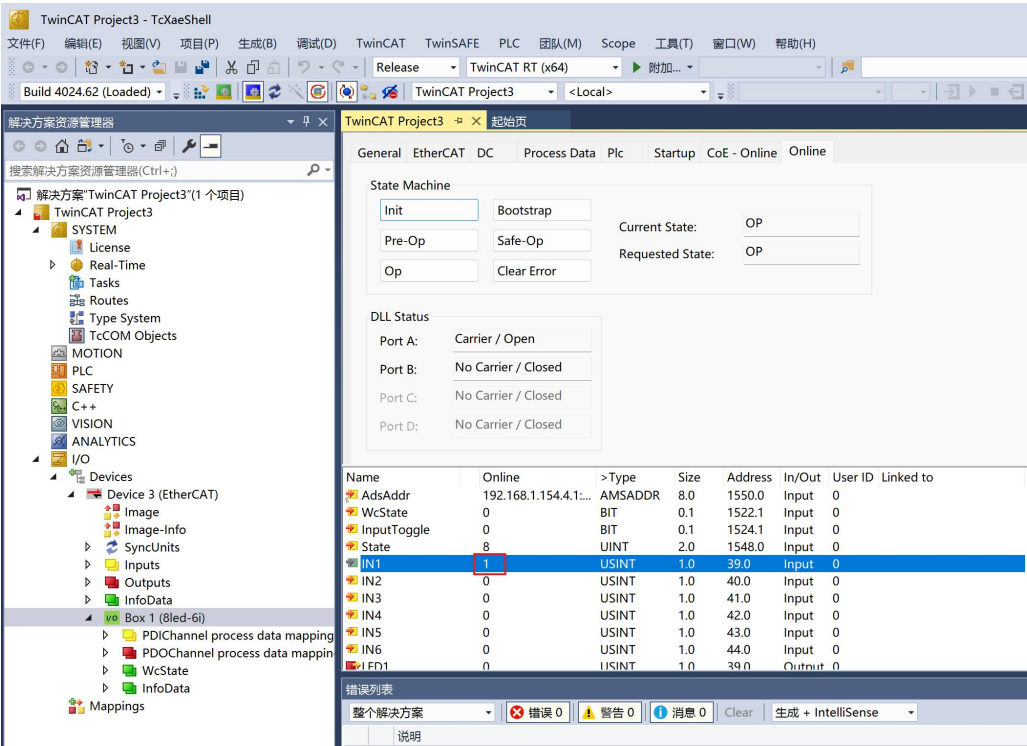 TwinCAT Project3 - TcXaeShell
文件(F) 编辑(E) 视图(V) 项目(P) 生成(B) 调试(D) TwinCAT TwinSAFE PLC 团队(M) Scope 工具(T) 窗口(W) 帮助(H)
Release TwinCAT RT (x64) 附加...
Build 4024.62 (Loaded) TwinCAT Project3 <Local>
解决方案资源管理器
搜索解决方案资源管理器(Ctrl+;)
解决方案"TwinCAT Project3"(1 个项目)
TwinCAT Project3
SYSTEM
License
Real-Time
Tasks
Routes
Type System
TcCOM Objects
MOTION
PLC
SAFETY
C++
VISION
ANALYTICS
I/O
Devices
Device 3 (EtherCAT)
Image
Image-Info
SyncUnits
Inputs
Outputs
InfoData
Box 1 (8led-6i)
PDIChannel process data mapping
PDOChannel process data mappin
WcState
InfoData
Mappings
TwinCAT Project3 起始页
General EtherCAT DC Process Data Plc Startup CoE - Online Online
State Machine
Init Bootstrap
Pre-Op Safe-Op
Op Clear Error
Current State: OP
Requested State: OP
DLL Status
Port A: Carrier / Open
Port B: No Carrier / Closed
Port C: No Carrier / Closed
Port D: No Carrier / Closed
Name Online >Type Size Address In/Out User ID Linked to
AdsAddr 192.168.1.154.4.1:... AMSADDR 8.0 1550.0 Input 0
WcState 0 BIT 0.1 1522.1 Input 0
InputToggle 0 BIT 0.1 1524.1 Input 0
State 8 UINT 2.0 1548.0 Input 0
IN1 1 USINT 1.0 39.0 Input 0
IN2 0 USINT 1.0 40.0 Input 0
IN3 0 USINT 1.0 41.0 Input 0
IN4 0 USINT 1.0 42.0 Input 0
IN5 0 USINT 1.0 43.0 Input 0
IN6 0 USINT 1.0 44.0 Input 0
LED1 0 USINT 1.0 39.0 Output 0
错误列表
整个解决方案 错误 0 警告 0 消息 0 Clear 生成 + IntelliSense
说明